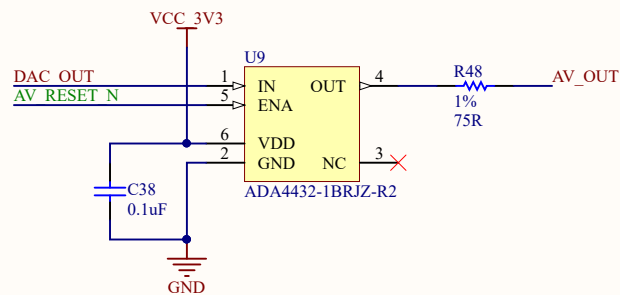 VCC_3V3
U9
DAC_OUT 1 IN OUT 4 R48 AV_OUT
AV_RESET_N 5 ENA 1%
75R
6 VDD
2 GND NC 3
ADA4432-1BRJZ-R2
C38
0.1uF
GND